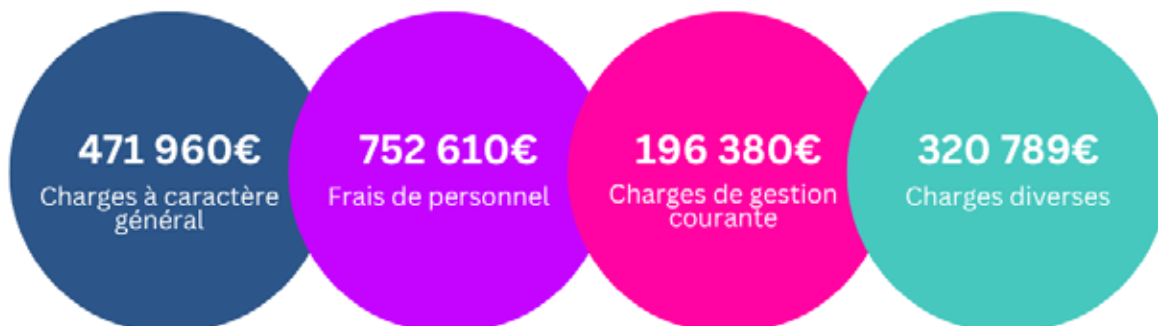 471 960€
Charges à caractère
général
752 610€
Frais de personnel
196 380€
Charges de gestion
courante
320 789€
Charges diverses